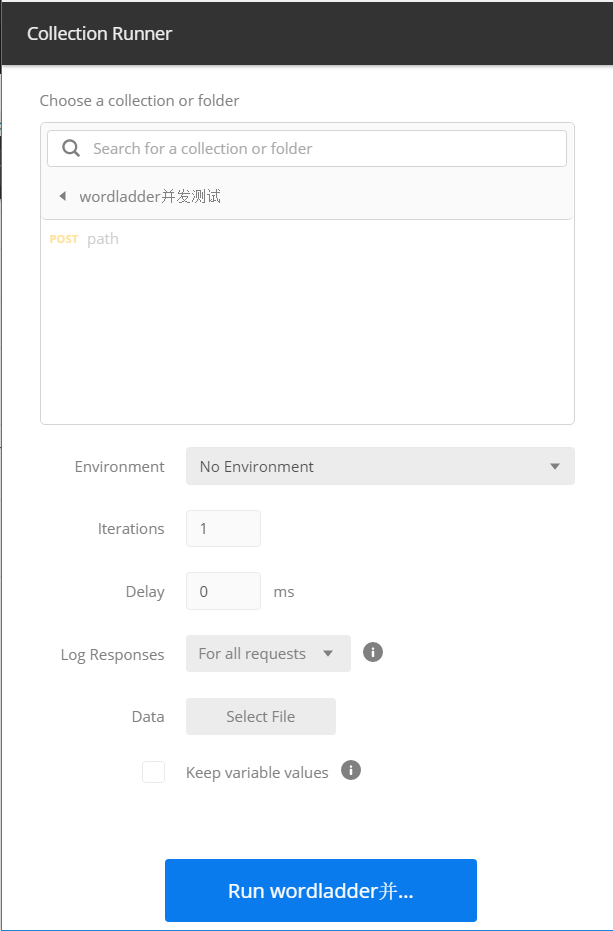 Collection Runner
Choose a collection or folder
Search for a collection or folder
wordladder并发测试
POST path
Environment No Environment
Iterations 1
Delay 0 ms
Log Responses For all requests
Data Select File
Keep variable values
Run wordladder并...